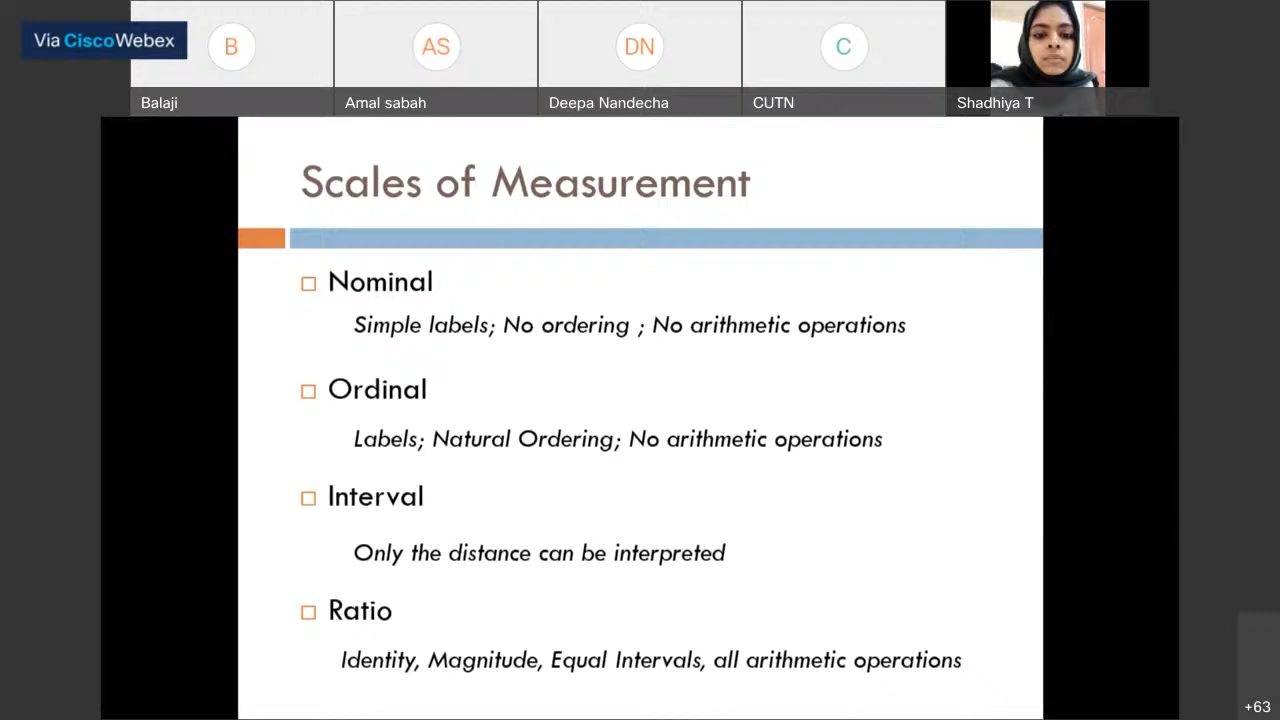 Via Cisco Webex
B
AS
DN
C
Balaji
Amal sabah
Deepa Nandecha
CUTN
Shadhiya T
Scales of Measurement
Nominal
Simple labels; No ordering ; No arithmetic operations
Ordinal
Labels; Natural Ordering; No arithmetic operations
Interval
Only the distance can be interpreted
Ratio
Identity, Magnitude, Equal Intervals, all arithmetic operations
+63